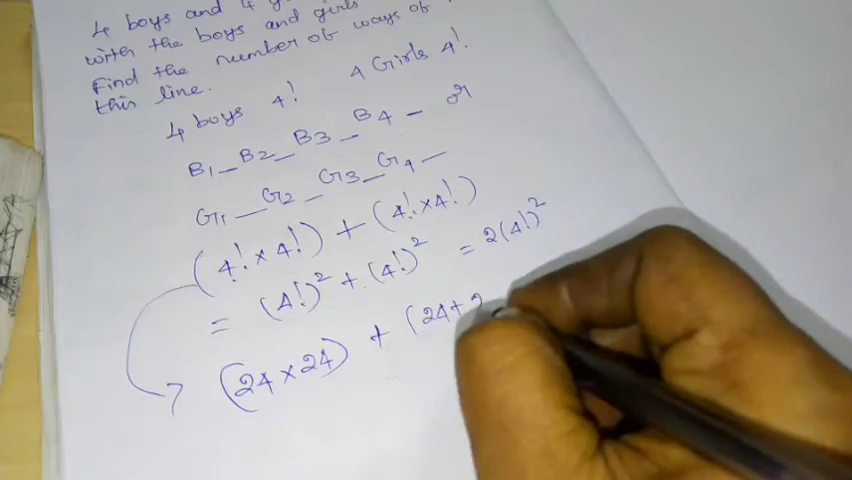 4 boys and 4
with the boys and girls
Find the number of ways of
this line.
4 boys 4! 4 Girls 4!
B1 _ B2 _ B3 _ B4 _ or
G1 _ G2 _ G3 _ G4 _
(4! × 4!) + (4! × 4!)
= (4!)² + (4!)² = 2(4!)²
(24 × 24) + (24+2